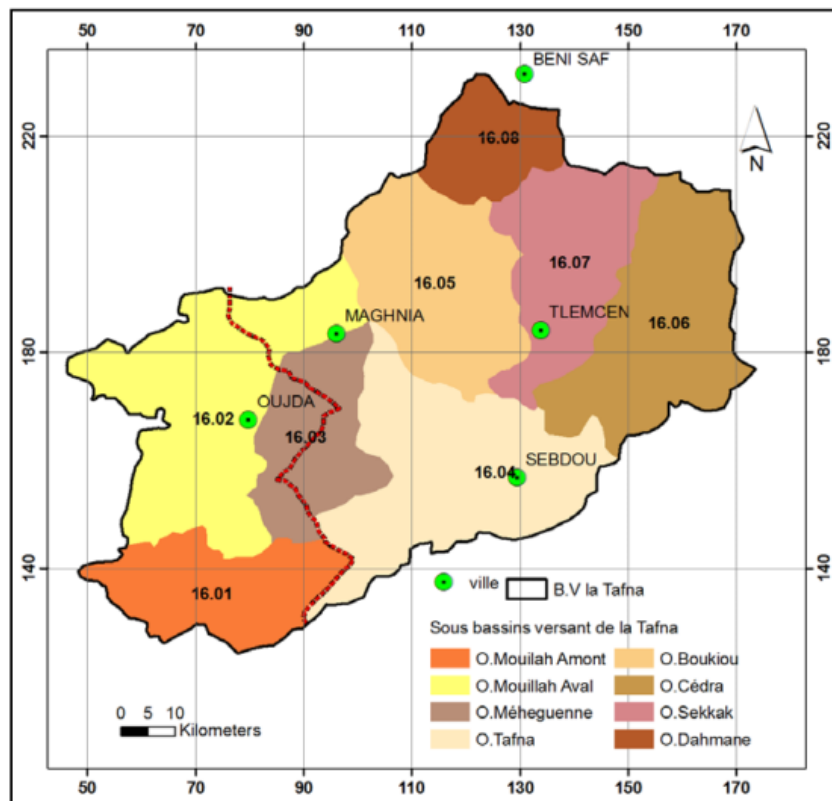 50 70 90 110 130 150 170
BENI SAF
220 220
16.08
N
16.05 16.07
MAGHNIA TLEMCEN
16.06
180 180
OUJDA
16.02
16.03
SEBDOU
16.04
140 140
16.01
ville B.V la Tafna
Sous bassins versant de la Tafna
O.Mouilah Amont O.Boukiou
O.Mouillah Aval O.Cédra
O.Méheguenne O.Sekkak
O.Tafna O.Dahmane
0 5 10
Kilometers
50 70 90 110 130 150 170